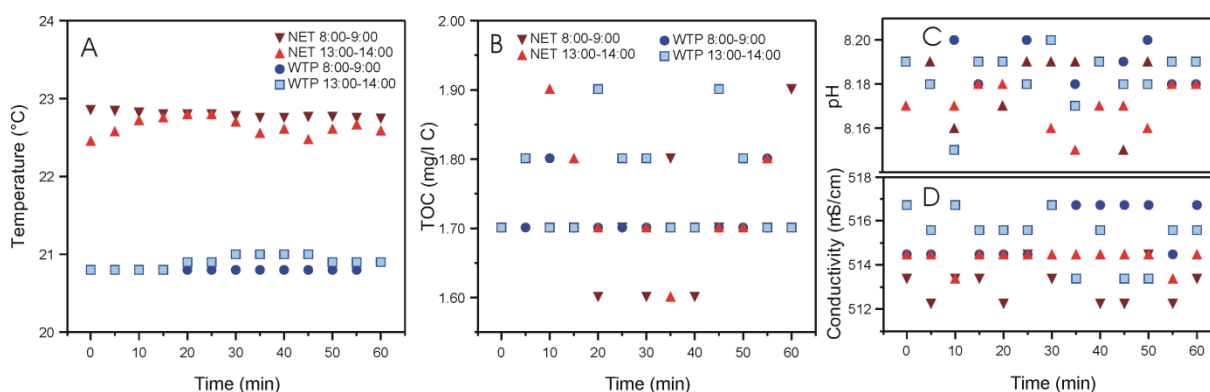 A
NET 8:00-9:00
NET 13:00-14:00
WTP 8:00-9:00
WTP 13:00-14:00
24
23
22
21
20
Temperature (°C)
0 10 20 30 40 50 60
Time (min)
B
NET 8:00-9:00 WTP 8:00-9:00
NET 13:00-14:00 WTP 13:00-14:00
2.00
1.90
1.80
1.70
1.60
TOC (mg/l C)
0 10 20 30 40 50 60
Time (min)
C
8.20
8.18
8.16
pH
D
518
516
514
512
Conductivity (mS/cm)
0 10 20 30 40 50 60
Time (min)